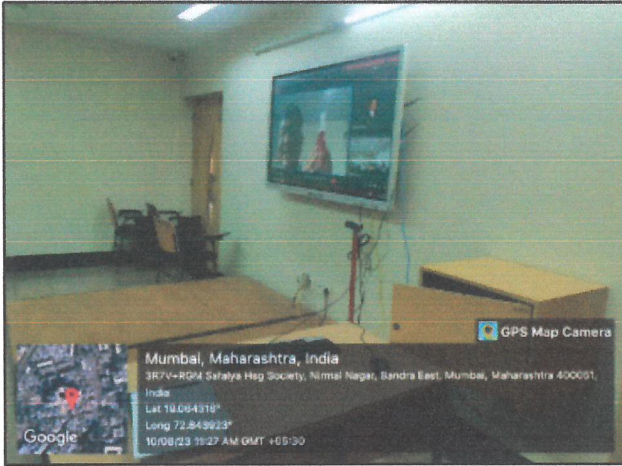 GPS Map Camera
Mumbai, Maharashtra, India
3R7V+RGM Safalya Hsg Society, Nirmal Nagar, Bandra East, Mumbai, Maharashtra 400051,
India
Lat 19.064316°
Long 72.843923°
10/08/23 11:27 AM GMT +05:30
Google